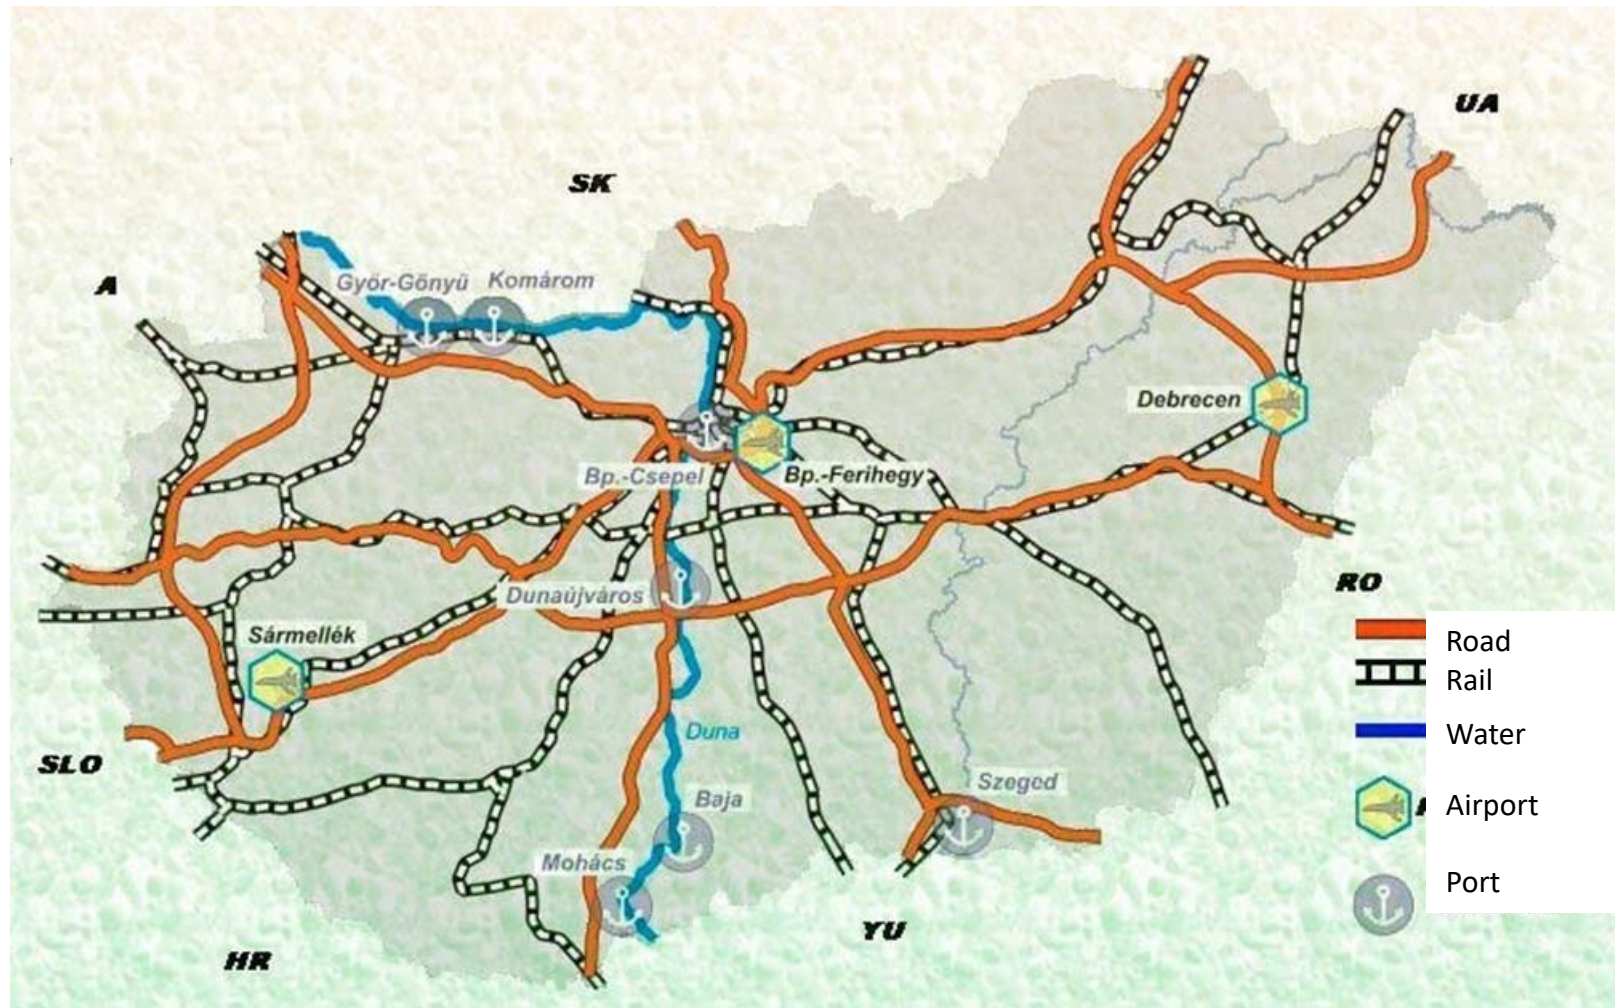 UA
SK
A
Györ-Gönyű
Komárom
Debrecen
Bp.-Csepel
Bp.-Ferihegy
Dunaújváros
RO
Sármellék
Road
Rail
Duna
Water
SLO
Szeged
Baja
Airport
Mohács
Port
YU
HR